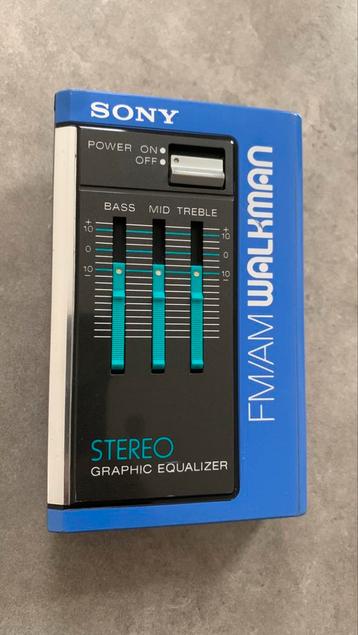 SONY
POWER ON
OFF
BASS MID TREBLE
+ +
10 10
0 0
10 10
- -
STEREO
GRAPHIC EQUALIZER
FM/AM WALKMAN